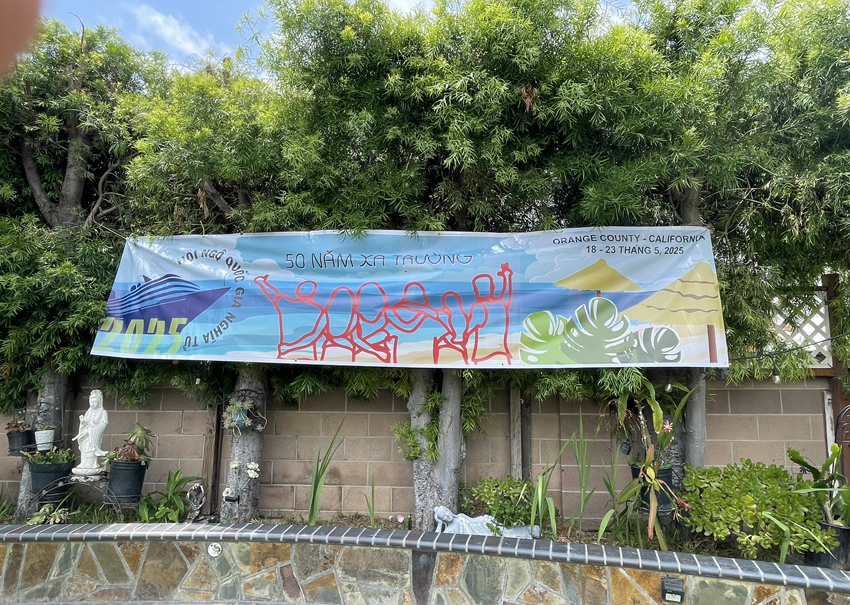 HỘI NGỘ QUỐC GIA NGHĨA TỬ
2025
50 NĂM XA TRƯỜNG
ORANGE COUNTY - CALIFORNIA
18 - 23 THÁNG 5, 2025